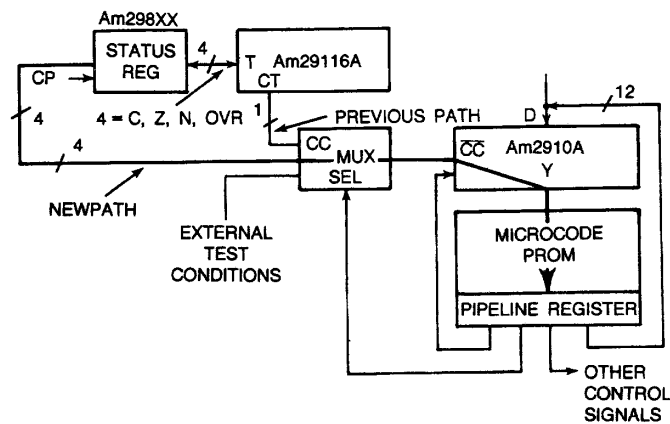 Am298XX
STATUS
REG
CP
4
T
Am29116A
CT
4 = C, Z, N, OVR
1
PREVIOUS PATH
4
4
NEWPATH
CC
MUX
SEL
EXTERNAL
TEST
CONDITIONS
12
D
CC
Am2910A
Y
MICROCODE
PROM
PIPELINE REGISTER
OTHER
CONTROL
SIGNALS